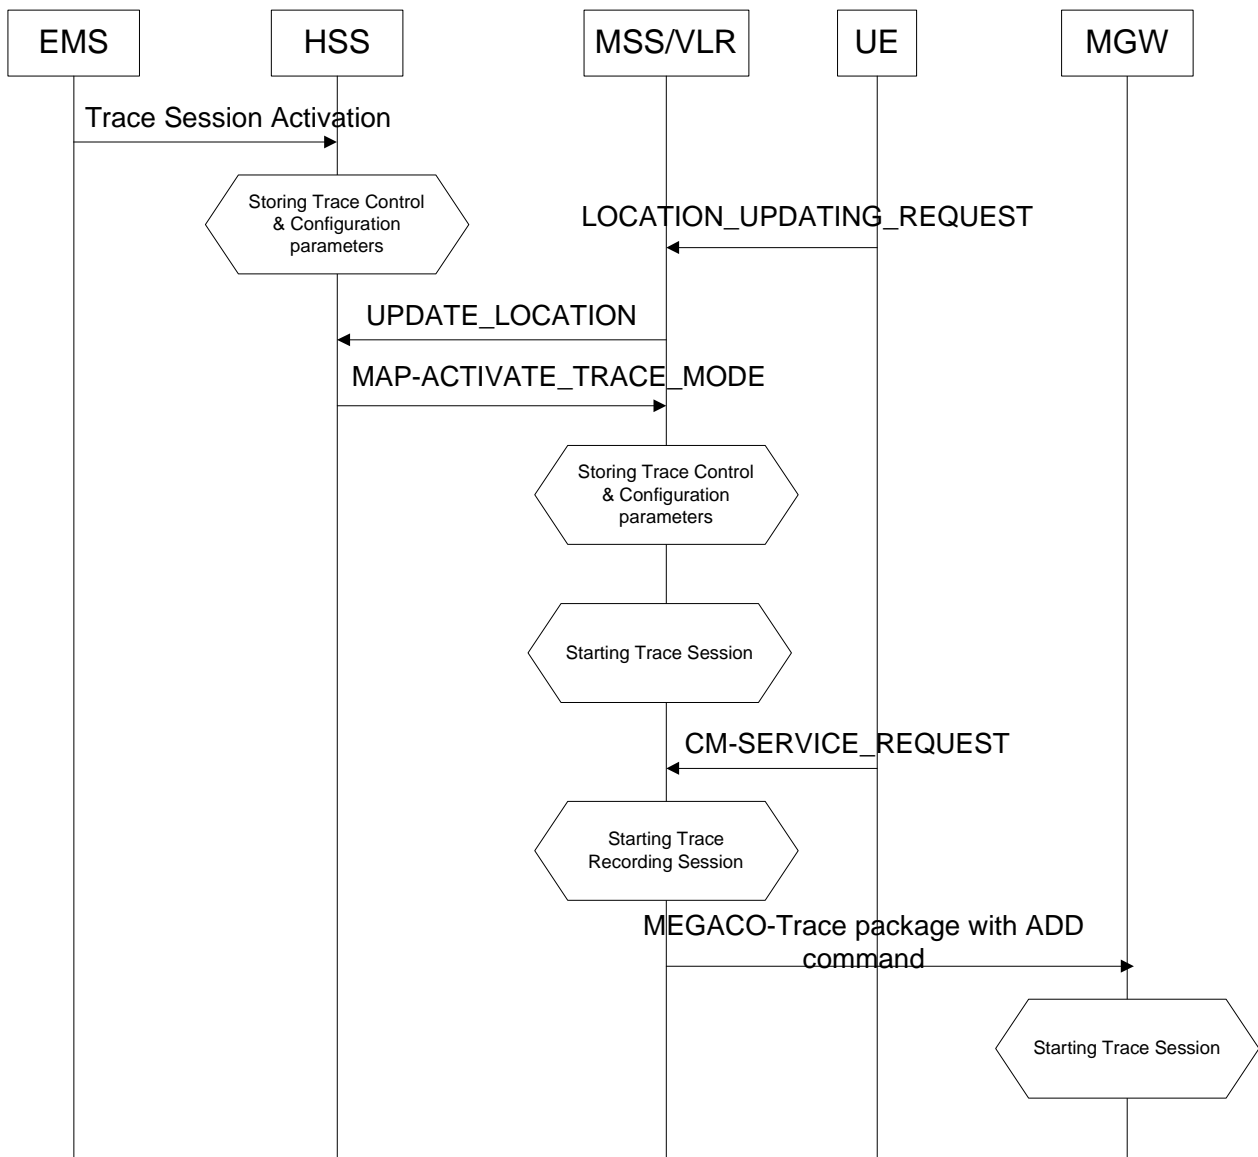 EMS
HSS
MSS/VLR
UE
MGW
Trace Session Activation
Storing Trace Control
& Configuration
parameters
LOCATION_UPDATING_REQUEST
UPDATE_LOCATION
MAP-ACTIVATE_TRACE_MODE
Storing Trace Control
& Configuration
parameters
Starting Trace Session
CM-SERVICE_REQUEST
Starting Trace
Recording Session
MEGACO-Trace package with ADD
command
Starting Trace Session